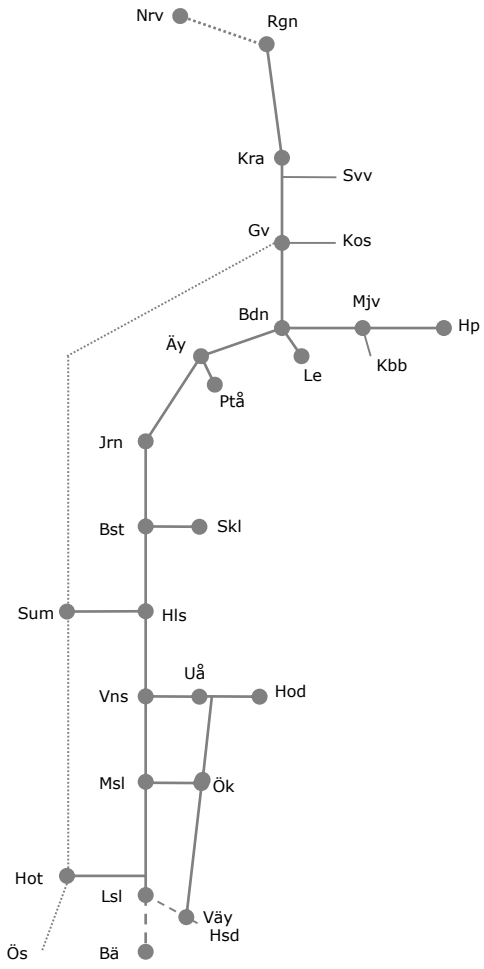 Nrv
Rgn
Kra
Svv
Gv
Kos
Bdn
Mjv
Hp
Äy
Le
Kbb
Ptå
Jrn
Bst
Skl
Sum
Hls
Uå
Vns
Hod
Msl
Ök
Hot
Lsl
Väy
Hsd
Ös
Bä